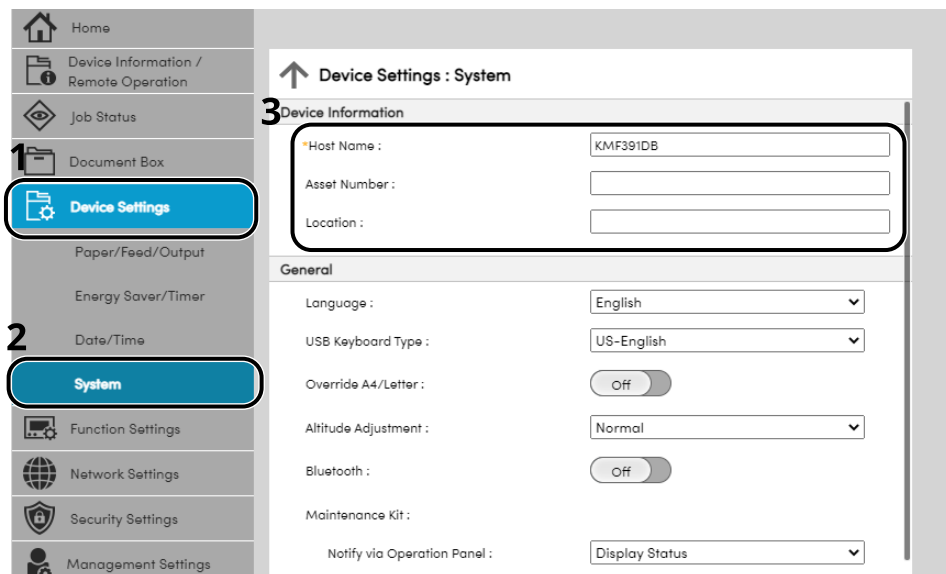 Home
Device Information /
Remote Operation
Job Status
1
Document Box
Device Settings
Paper/Feed/Output
Energy Saver/Timer
2
Date/Time
System
Function Settings
Network Settings
Security Settings
Management Settings
Device Settings : System
3
Device Information
*Host Name : KMF391DB
Asset Number :
Location :
General
Language : English
USB Keyboard Type : US-English
Override A4/Letter : Off
Altitude Adjustment : Normal
Bluetooth : Off
Maintenance Kit :
Notify via Operation Panel : Display Status